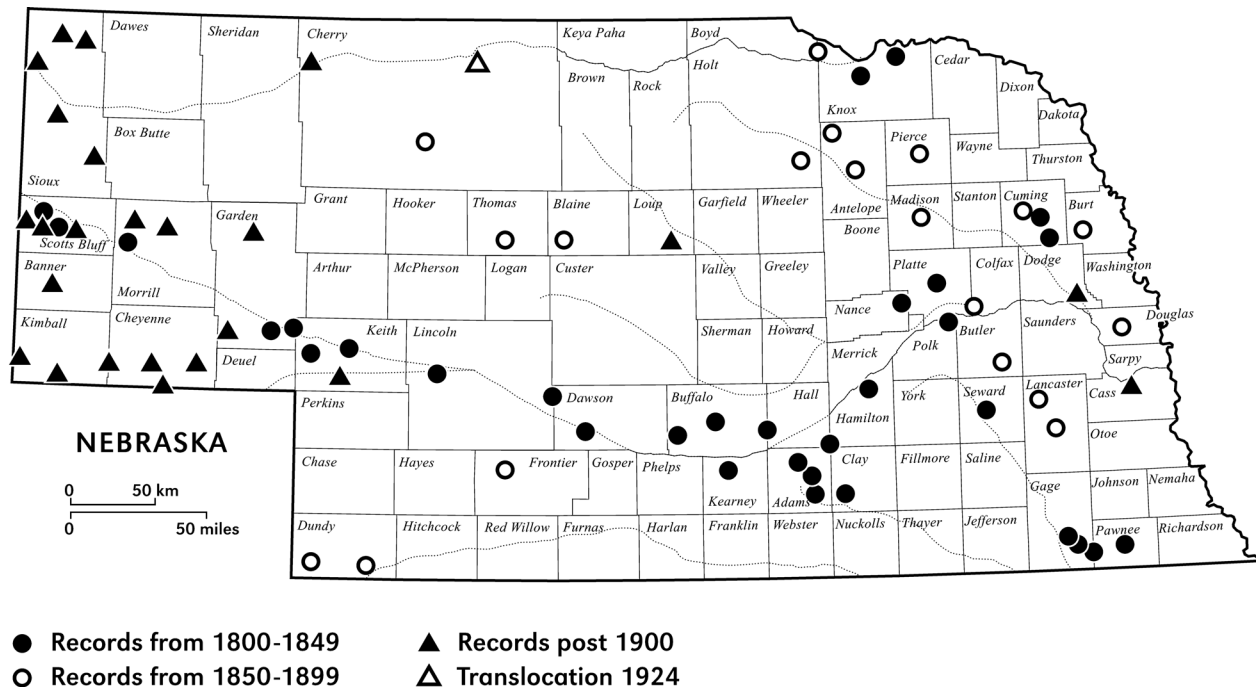 Dawes
Sheridan
Cherry
Keya Paha
Boyd
Holt
Brown
Rock
Cedar
Dixon
Knox
Dakota
Box Butte
Pierce
Wayne
Thurston
Sioux
Grant
Hooker
Thomas
Blaine
Loup
Garfield
Wheeler
Antelope
Madison
Stanton
Cuming
Burt
Garden
Boone
Scotts Bluff
Banner
Morrill
Arthur
McPherson
Logan
Custer
Valley
Greeley
Platte
Colfax
Dodge
Washington
Nance
Kimball
Cheyenne
Keith
Lincoln
Sherman
Howard
Butler
Saunders
Douglas
Deuel
Merrick
Polk
Sarpy
Perkins
Dawson
Buffalo
Hall
Hamilton
York
Seward
Lancaster
Cass
Otoe
NEBRASKA
Chase
Hayes
Frontier
Gosper
Phelps
Kearney
Adams
Clay
Fillmore
Saline
Gage
Johnson
Nemaha
0 50 km
0 50 miles
Dundy
Hitchcock
Red Willow
Furnas
Harlan
Franklin
Webster
Nuckolls
Thayer
Jefferson
Pawnee
Richardson
Records from 1800-1849
Records post 1900
Records from 1850-1899
Translocation 1924